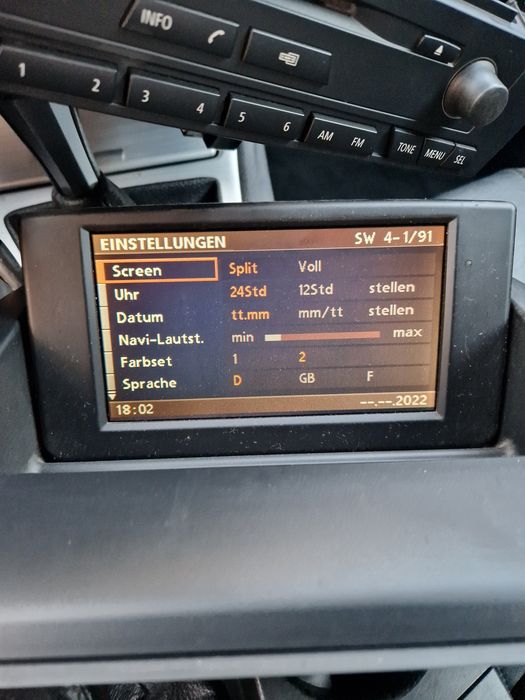 INFO
1 2 3 4 5 6 AM FM TONE MENU SEL
EINSTELLUNGEN SW 4-1/91
Screen Split Voll
Uhr 24Std 12Std stellen
Datum tt.mm mm/tt stellen
Navi-Lautst. min max
Farbset 1 2
Sprache D GB F
18:02 --.--.2022